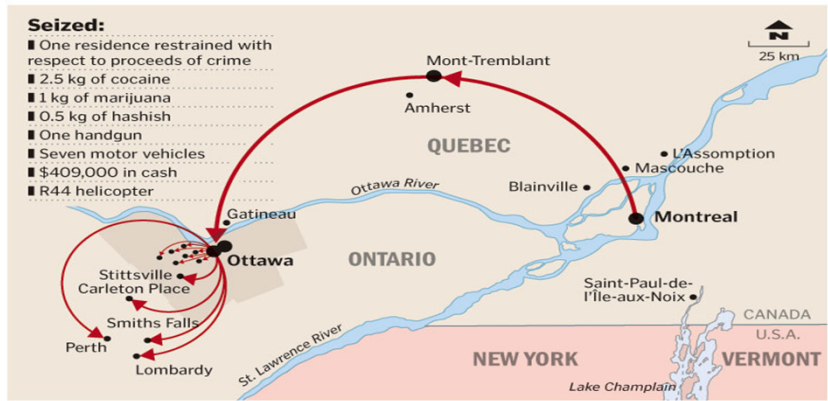 Seized:
One residence restrained with
respect to proceeds of crime
2.5 kg of cocaine
1 kg of marijuana
0.5 kg of hashish
One handgun
Seven motor vehicles
$409,000 in cash
R44 helicopter
N
25 km
Mont-Tremblant
Amherst
QUEBEC
L'Assomption
Mascouche
Blainville
Ottawa River
Montreal
Gatineau
Ottawa
ONTARIO
Stittsville
Carleton Place
Smiths Falls
Perth
Lombardy
St. Lawrence River
Saint-Paul-de-
l'Île-aux-Noix
CANADA
U.S.A.
NEW YORK
VERMONT
Lake Champlain